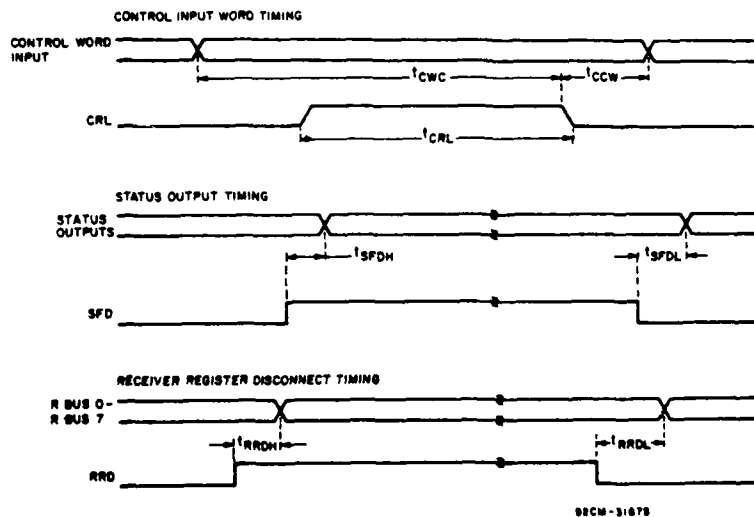 CONTROL INPUT WORD TIMING
CONTROL WORD
INPUT
tCWC
tCCW
CRL
tCRL
STATUS OUTPUT TIMING
STATUS
OUTPUTS
tSFDH
tSFDL
SFD
RECEIVER REGISTER DISCONNECT TIMING
R BUS 0-
R BUS 7
tRRDH
tRRDL
RRD
92CM-31675